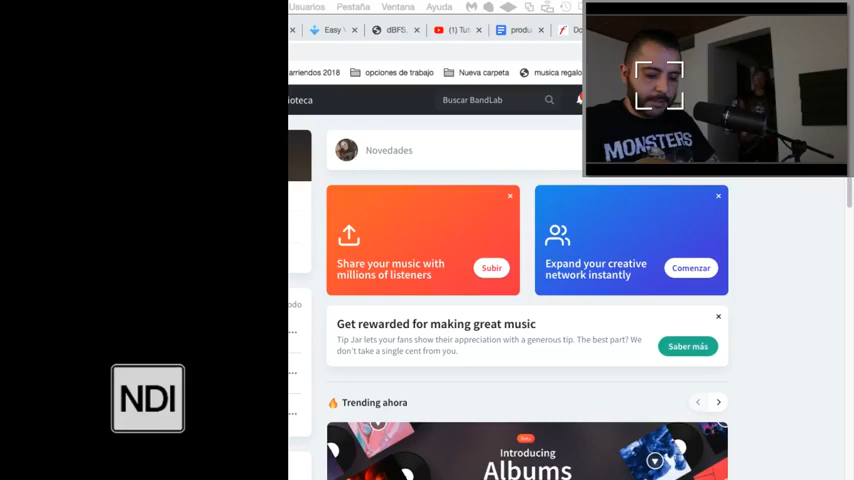 Usuarios Pestaña Ventana Ayuda
Easy dBFS, (1) Tut produ Do
arriendos 2018 opciones de trabajo Nueva carpeta musica regalo
ioteca Buscar BandLab
Novedades
Share your music with
millions of listeners
Subir
Expand your creative
network instantly
Comenzar
Get rewarded for making great music
Tip Jar lets your fans show their appreciation with a generous tip. The best part? We
don't take a single cent from you.
Saber más
odo
Trending ahora
Introducing
Albums
NDI
MONSTERS